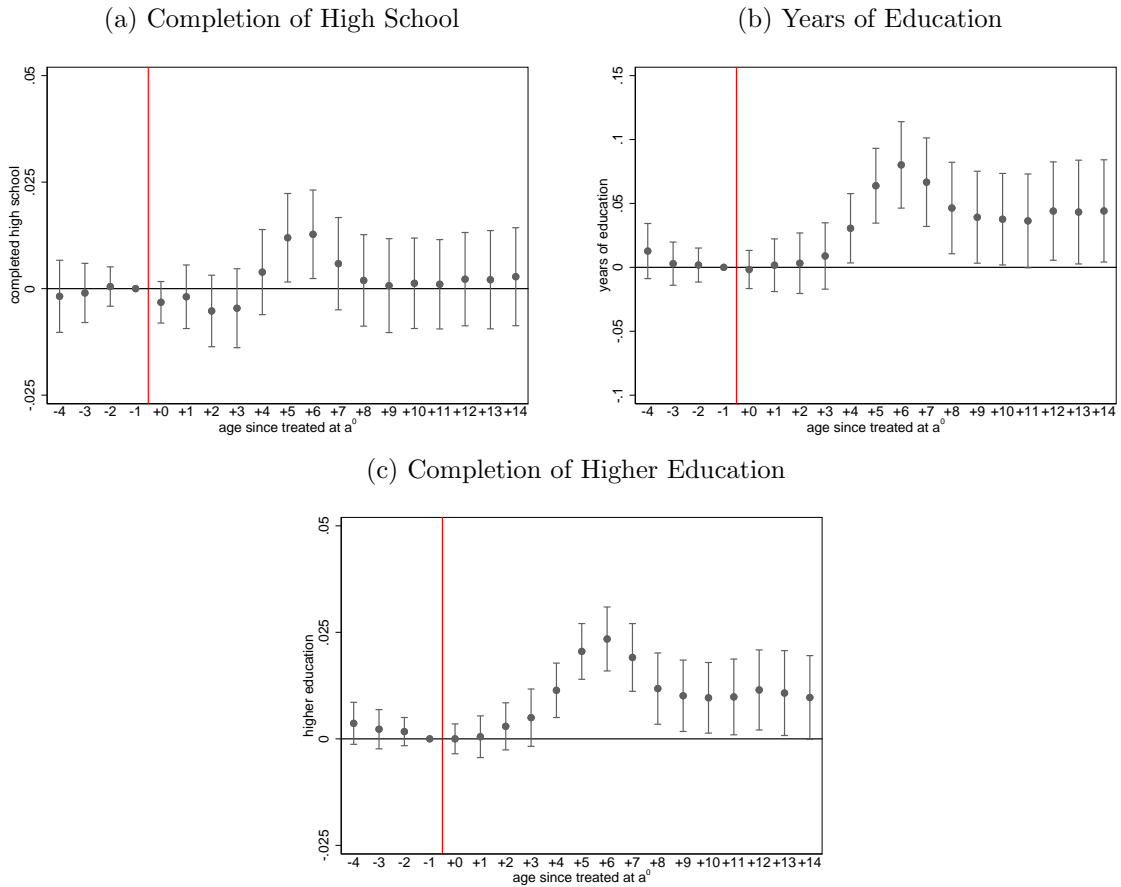 (a) Completion of High School
completed high school
.05
.025
0
-.025
-4 -3 -2 -1 +0 +1 +2 +3 +4 +5 +6 +7 +8 +9 +10 +11 +12 +13 +14
age since treated at a⁰
(b) Years of Education
years of education
.15
.1
.05
0
-.05
-.1
-4 -3 -2 -1 +0 +1 +2 +3 +4 +5 +6 +7 +8 +9 +10 +11 +12 +13 +14
age since treated at a⁰
(c) Completion of Higher Education
higher education
.05
.025
0
-.025
-4 -3 -2 -1 +0 +1 +2 +3 +4 +5 +6 +7 +8 +9 +10 +11 +12 +13 +14
age since treated at a⁰